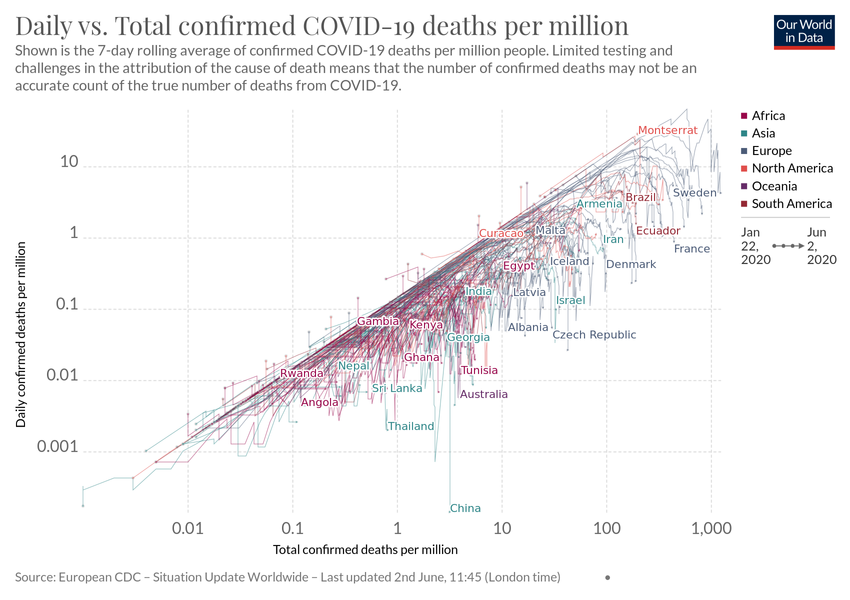 Daily vs. Total confirmed COVID-19 deaths per million
Our World
in Data
Shown is the 7-day rolling average of confirmed COVID-19 deaths per million people. Limited testing and
challenges in the attribution of the cause of death means that the number of confirmed deaths may not be an
accurate count of the true number of deaths from COVID-19.
Africa
Asia
Europe
North America
Oceania
South America
Jan
22,
2020
Jun
2,
2020
Daily confirmed deaths per million
10
1
0.1
0.01
0.001
Montserrat
Sweden
Brazil
Armenia
Ecuador
Curacao
Malta
Iran
France
Iceland
Denmark
Egypt
India
Latvia
Israel
Gambia
Kenya
Albania
Czech Republic
Georgia
Ghana
Nepal
Tunisia
Rwanda
Sri Lanka
Australia
Angola
Thailand
China
0.01
0.1
1
10
100
1,000
Total confirmed deaths per million
Source: European CDC – Situation Update Worldwide – Last updated 2nd June, 11:45 (London time)